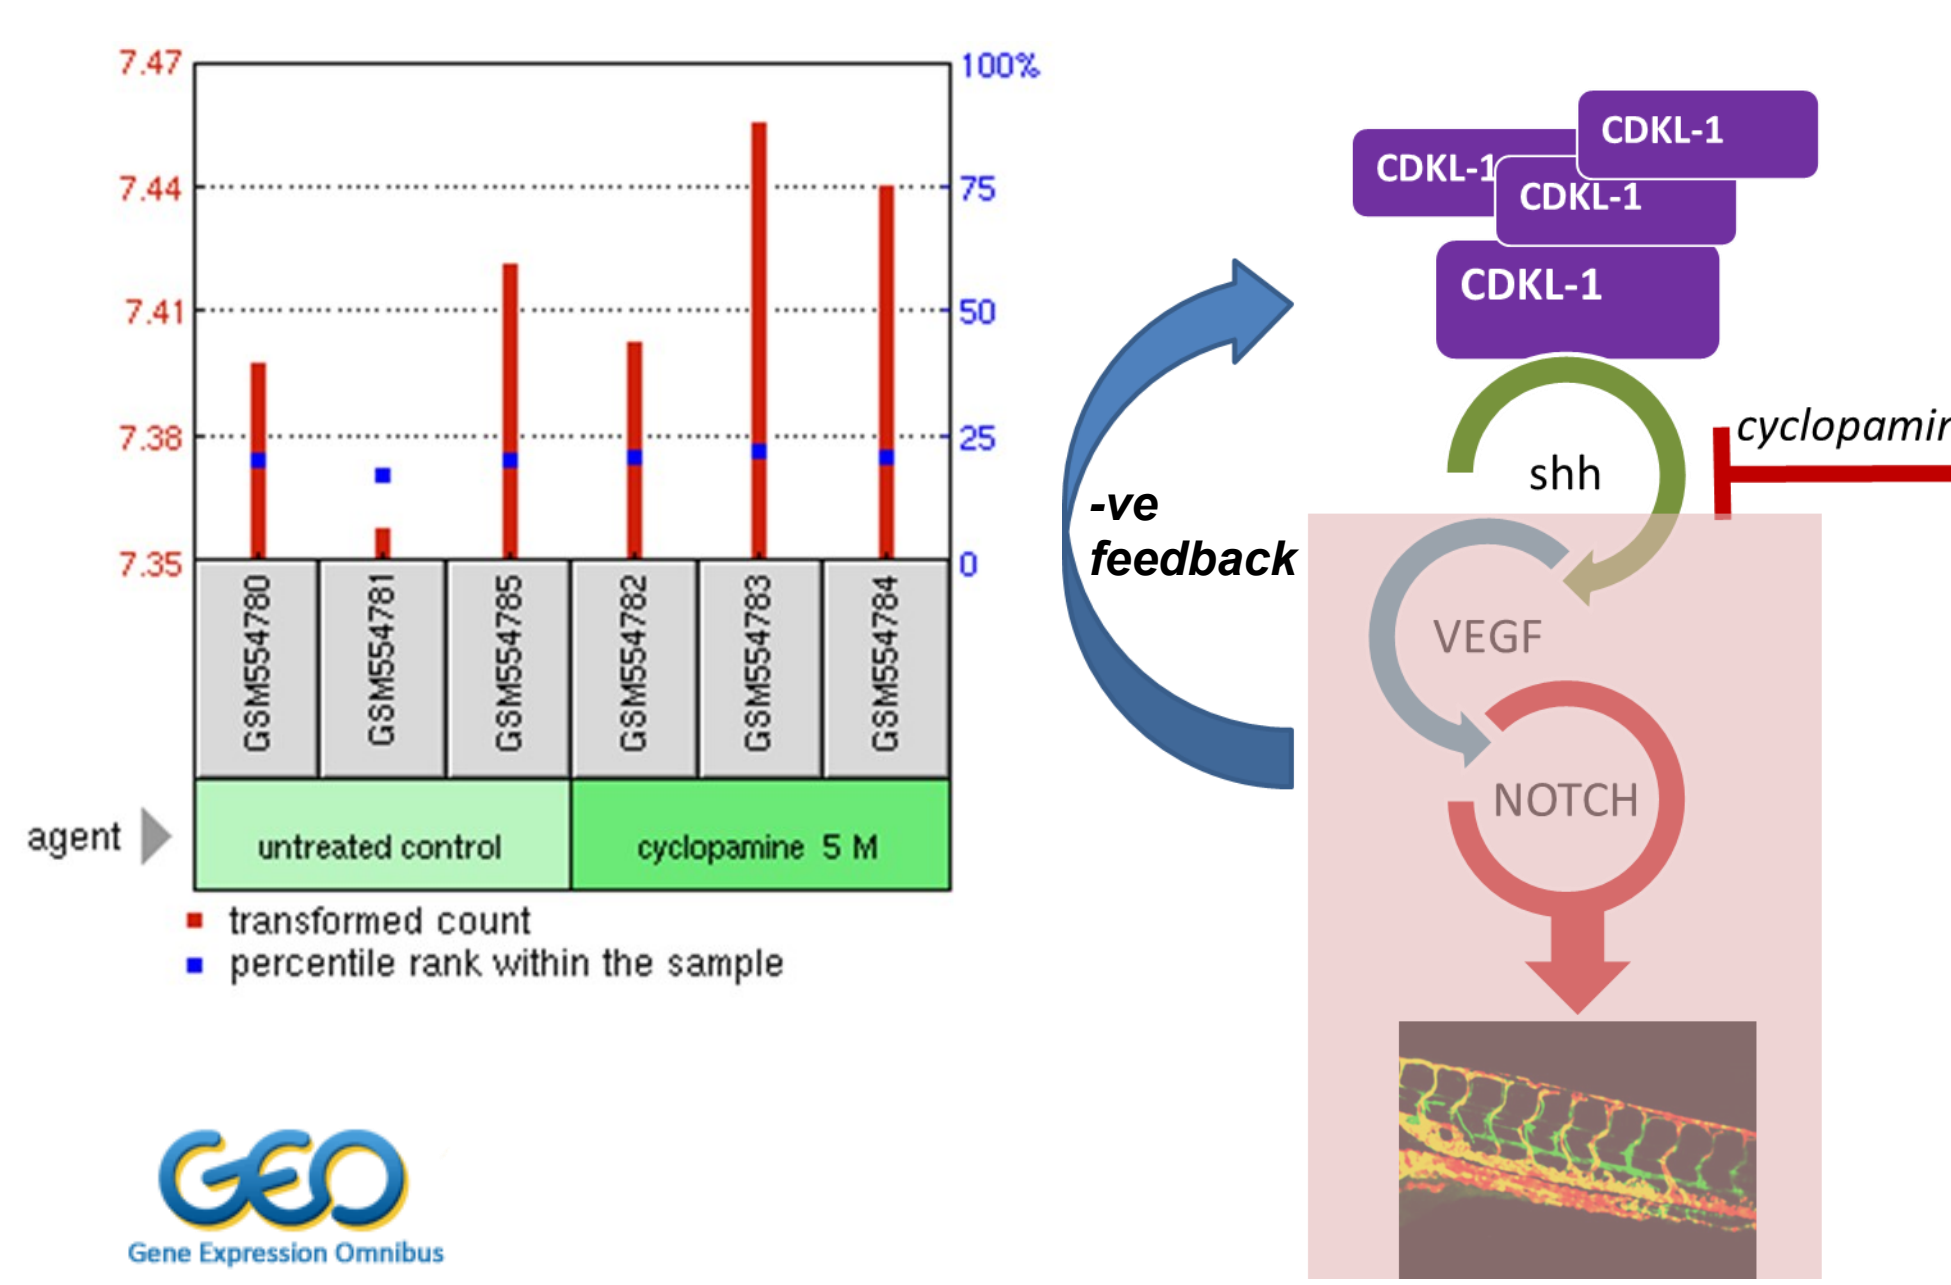 7.47
100%
7.44
75
7.41
50
7.38
25
7.35
0
GSM554780
GSM554781
GSM554785
GSM554782
GSM554783
GSM554784
agent
untreated control
cyclopamine 5 M
transformed count
percentile rank within the sample
GEO
Gene Expression Omnibus
CDKL-1
CDKL-1
CDKL-1
CDKL-1
shh
cyclopamin
-ve
feedback
VEGF
NOTCH